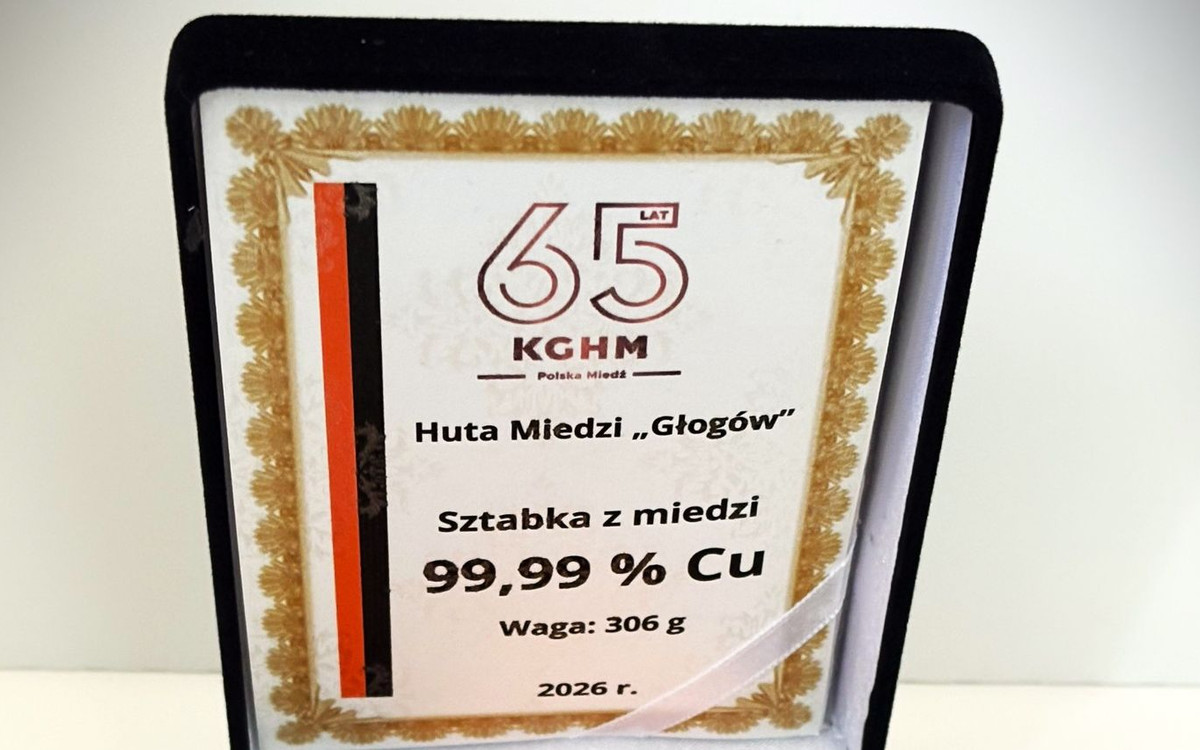 65 LAT
KGHM
Polska Miedź
Huta Miedzi „Głogów”
Sztabka z miedzi
99,99 % Cu
Waga: 306 g
2026 r.